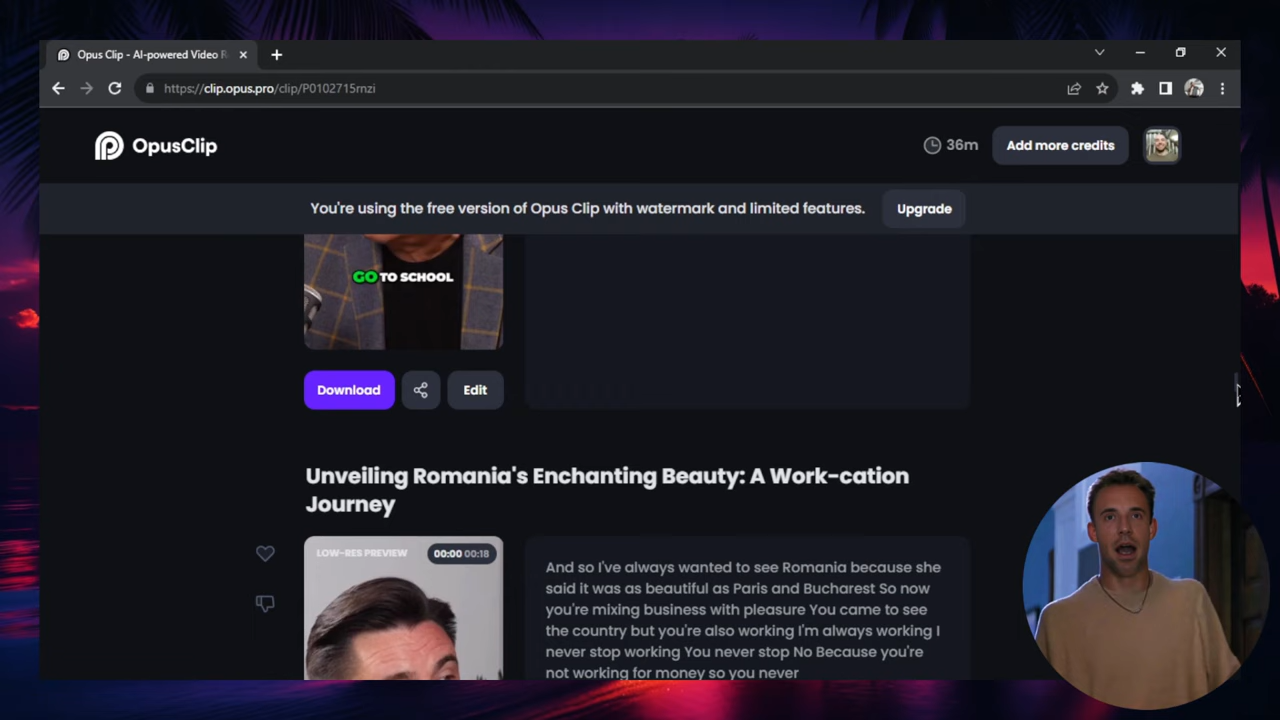 Opus Clip - AI-powered Video R
https://clip.opus.pro/clip/P0102715rnzi
OpusClip
36m
Add more credits
You're using the free version of Opus Clip with watermark and limited features.
Upgrade
GO TO SCHOOL
Download
Edit
Unveiling Romania's Enchanting Beauty: A Work-cation
Journey
LOW-RES PREVIEW
00:00 00:18
And so I've always wanted to see Romania because she
said it was as beautiful as Paris and Bucharest So now
you're mixing business with pleasure You came to see
the country but you're also working I'm always working I
never stop working You never stop No Because you're
not working for money so you never